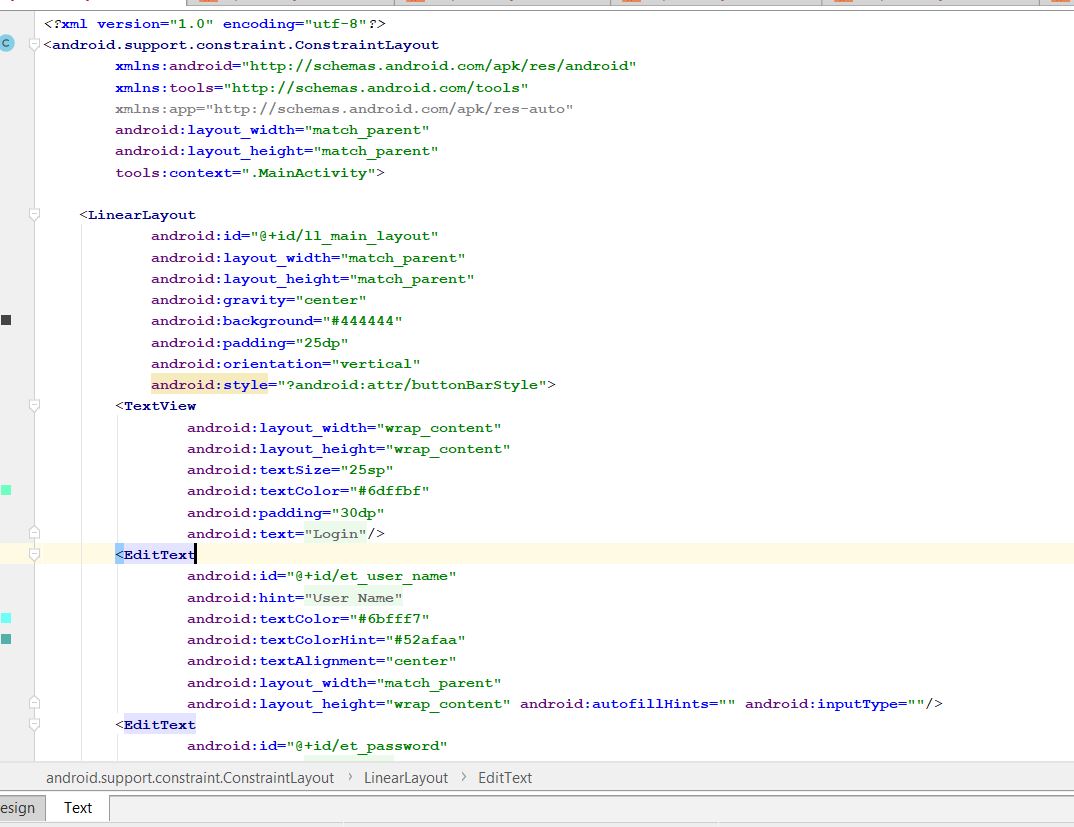 <?xml version="1.0" encoding="utf-8"?>
C
<android.support.constraint.ConstraintLayout
xmlns:android="http://schemas.android.com/apk/res/android"
xmlns:tools="http://schemas.android.com/tools"
xmlns:app="http://schemas.android.com/apk/res-auto"
android:layout_width="match_parent"
android:layout_height="match_parent"
tools:context=".MainActivity">
<LinearLayout
android:id="@+id/ll_main_layout"
android:layout_width="match_parent"
android:layout_height="match_parent"
android:gravity="center"
android:background="#444444"
android:padding="25dp"
android:orientation="vertical"
android:style="?android:attr/buttonBarStyle">
<TextView
android:layout_width="wrap_content"
android:layout_height="wrap_content"
android:textSize="25sp"
android:textColor="#6dffbf"
android:padding="30dp"
android:text="Login"/>
<EditText
android:id="@+id/et_user_name"
android:hint="User Name"
android:textColor="#6bfff7"
android:textColorHint="#52afaa"
android:textAlignment="center"
android:layout_width="match_parent"
android:layout_height="wrap_content" android:autofillHints="" android:inputType=""/>
<EditText
android:id="@+id/et_password"
android.support.constraint.ConstraintLayout › LinearLayout › EditText
esign Text